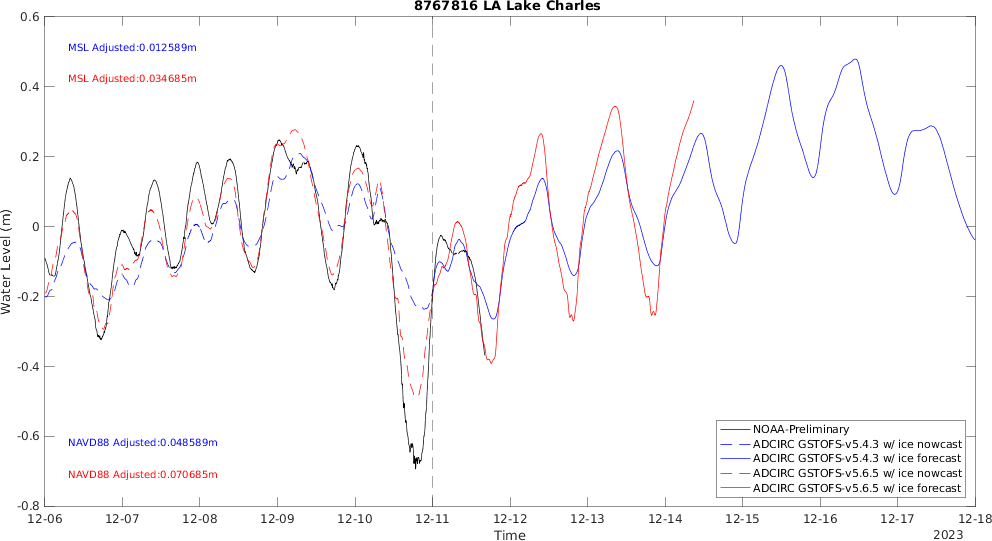 8767816 LA Lake Charles
0.6
MSL Adjusted:0.012589m
MSL Adjusted:0.034685m
0.4
0.2
0
-0.2
-0.4
-0.6
-0.8
Water Level (m)
NAVD88 Adjusted:0.048589m
NAVD88 Adjusted:0.070685m
NOAA-Preliminary
ADCIRC GSTOFS-v5.4.3 w/ ice nowcast
ADCIRC GSTOFS-v5.4.3 w/ ice forecast
ADCIRC GSTOFS-v5.6.5 w/ ice nowcast
ADCIRC GSTOFS-v5.6.5 w/ ice forecast
12-06 12-07 12-08 12-09 12-10 12-11 12-12 12-13 12-14 12-15 12-16 12-17 12-18
Time
2023